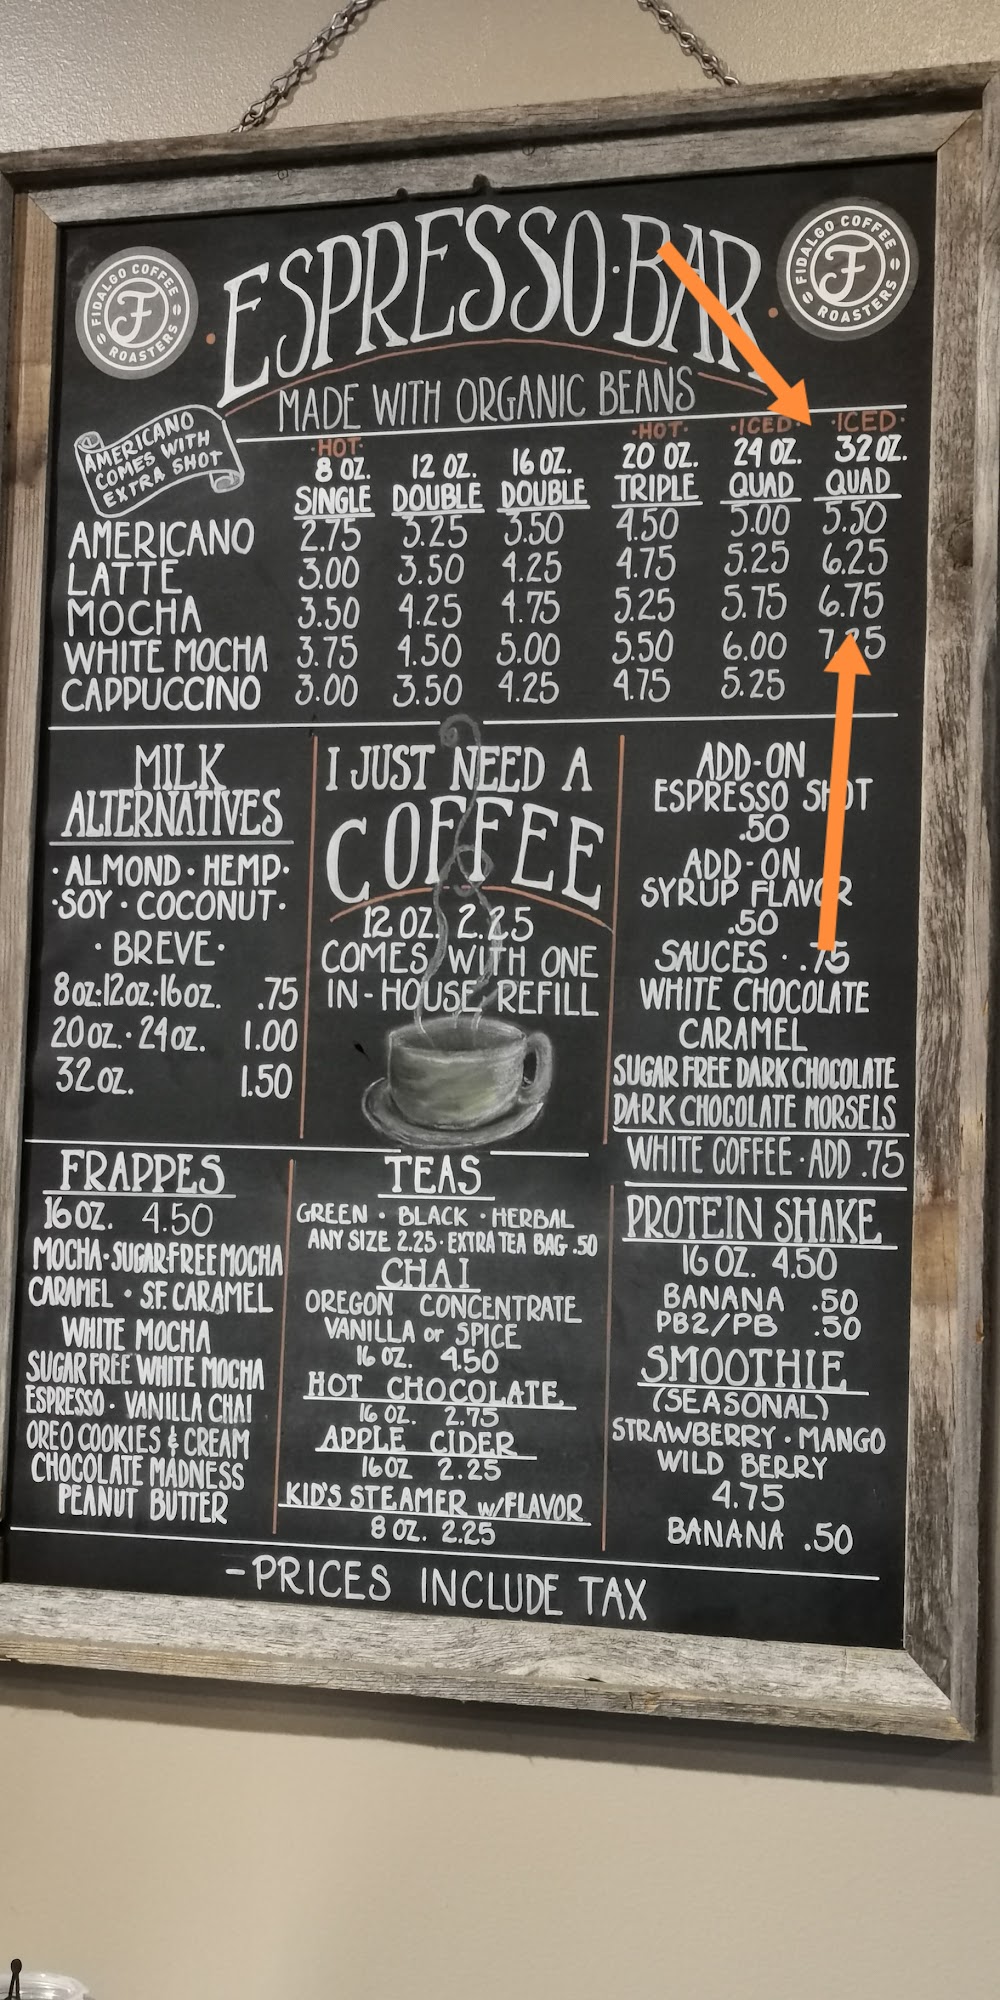 FIDALGO COFFEE
F
ROASTERS
ESPRESSO·BAR
FIDALGO COFFEE
F
ROASTERS
MADE WITH ORGANIC BEANS
AMERICANO
COMES WITH
EXTRA SHOT
·HOT· ·HOT· ·ICED· ·ICED·
8 OZ. 12 OZ. 16 OZ. 20 OZ. 24 OZ. 32 OZ.
SINGLE DOUBLE DOUBLE TRIPLE QUAD QUAD
AMERICANO 2.75 3.25 3.50 4.50 5.00 5.50
LATTE 3.00 3.50 4.25 4.75 5.25 6.25
MOCHA 3.50 4.25 4.75 5.25 5.75 6.75
WHITE MOCHA 3.75 4.50 5.00 5.50 6.00
CAPPUCCINO 3.00 3.50 4.25 4.75 5.25
MILK
ALTERNATIVES
·ALMOND·HEMP·
·SOY·COCONUT·
·BREVE·
8oz:12oz:16oz. .75
20oz.·24oz. 1.00
32oz. 1.50
I JUST NEED A
COFFEE
12 OZ. 2.25
COMES WITH ONE
IN-HOUSE REFILL
ADD-ON
ESPRESSO SHOT
.50
ADD-ON
SYRUP FLAVOR
.50
SAUCES · .75
WHITE CHOCOLATE
CARAMEL
SUGAR FREE DARK CHOCOLATE
DARK CHOCOLATE MORSELS
WHITE COFFEE·ADD .75
FRAPPES
16 OZ. 4.50
MOCHA·SUGAR-FREE MOCHA
CARAMEL · S.F. CARAMEL
WHITE MOCHA
SUGAR FREE WHITE MOCHA
ESPRESSO· VANILLA CHAI
OREO COOKIES & CREAM
CHOCOLATE MADNESS
PEANUT BUTTER
TEAS
GREEN · BLACK · HERBAL
ANY SIZE 2.25·EXTRA TEA BAG .50
CHAI
OREGON CONCENTRATE
VANILLA or SPICE
16 OZ. 4.50
HOT CHOCOLATE
16 OZ. 2.75
APPLE CIDER
16OZ 2.25
KID'S STEAMER w/FLAVOR
8 OZ. 2.25
PROTEIN SHAKE
16 OZ. 4.50
BANANA .50
PB2/PB .50
SMOOTHIE
(SEASONAL)
STRAWBERRY · MANGO
WILD BERRY
4.75
BANANA .50
-PRICES INCLUDE TAX